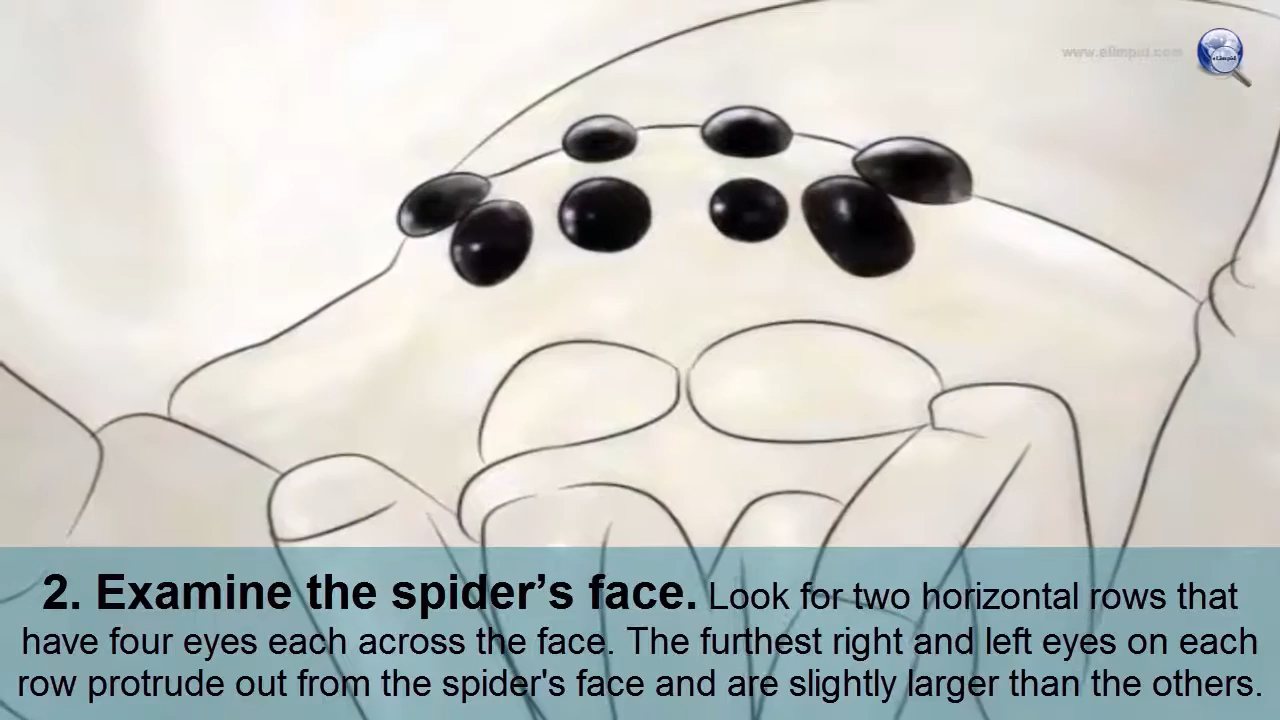 www.elimpid.com
eLimpid
2. Examine the spider’s face. Look for two horizontal rows that
have four eyes each across the face. The furthest right and left eyes on each
row protrude out from the spider's face and are slightly larger than the others.